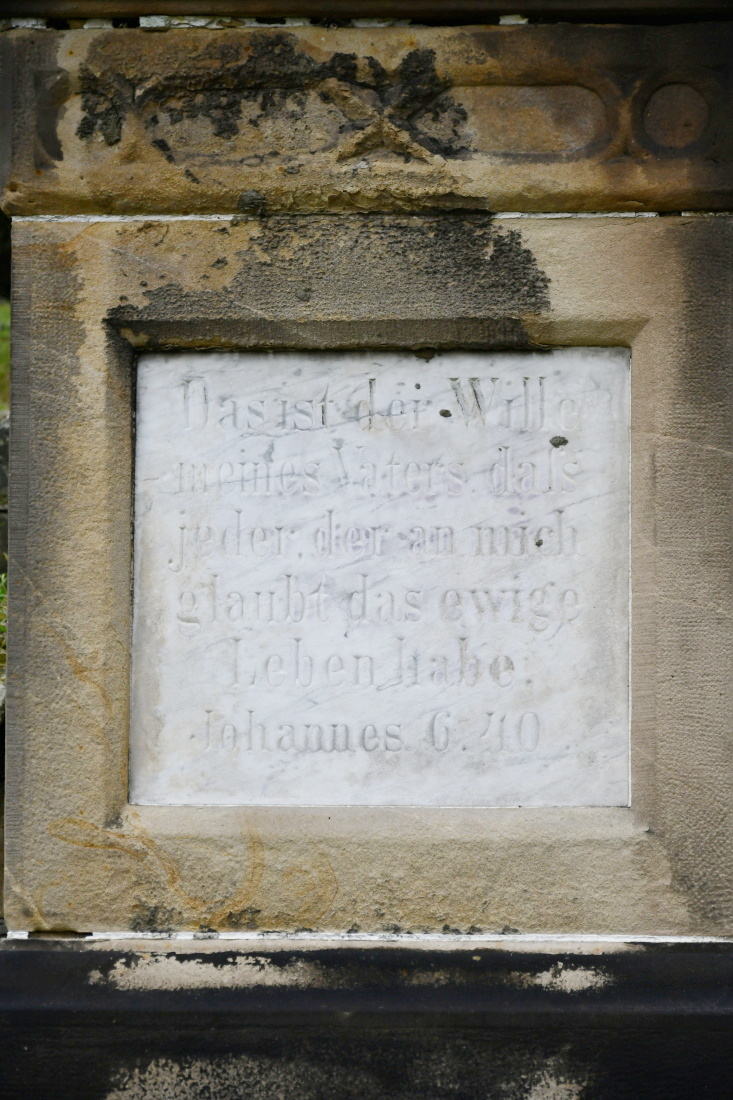 Das ist der Wille
meines Vaters, daſs
jeder, der an mich
glaubt das ewige
Leben habe.
Johannes. 6. 40